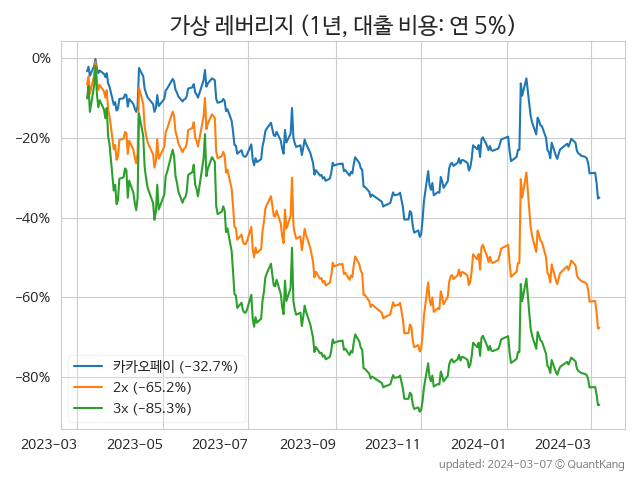 가상 레버리지 (1년, 대출 비용: 연 5%)
0%
−20%
−40%
−60%
−80%
카카오페이 (−32.7%)
2x (−65.2%)
3x (−85.3%)
2023−03 2023−05 2023−07 2023−09 2023−11 2024−01 2024−03
updated: 2024−03−07 © QuantKang